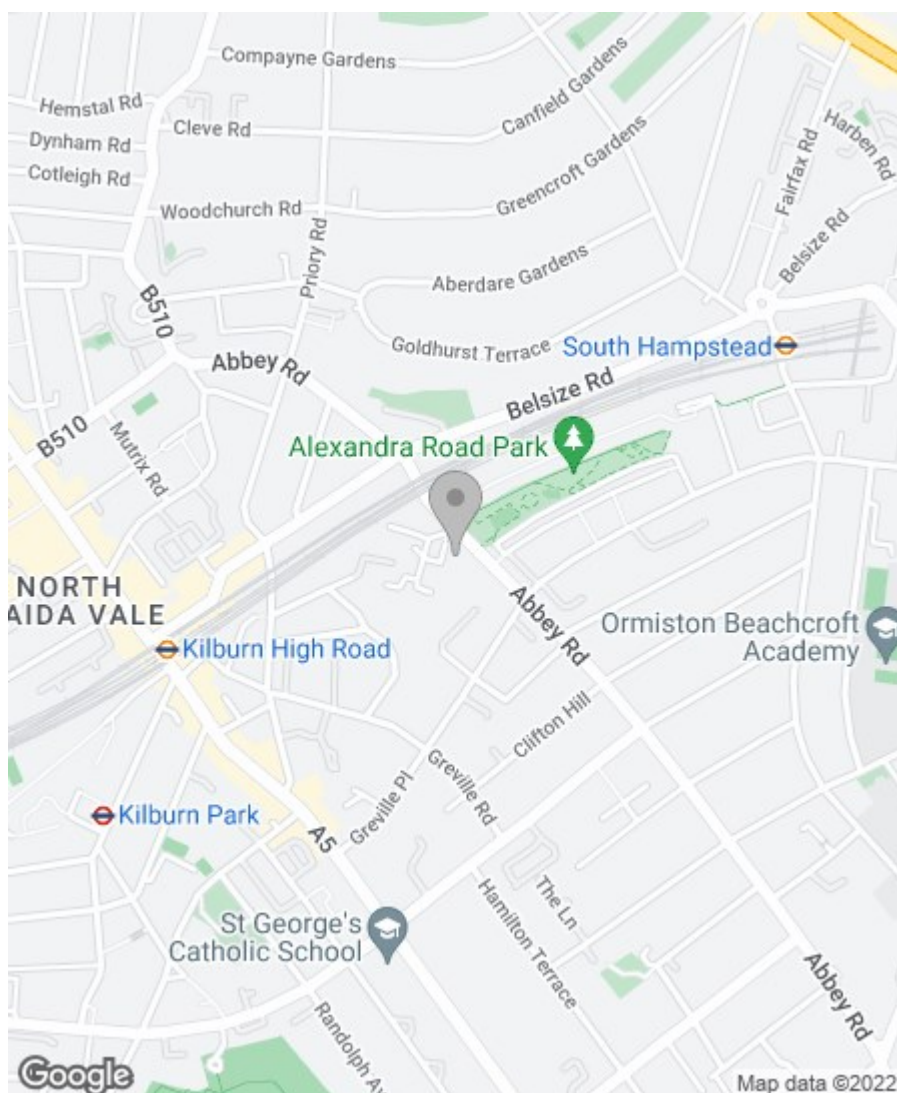 Compayne Gardens
Canfield Gardens
Hemstal Rd
Cleve Rd
Dynham Rd
Cotleigh Rd
Harben Rd
Fairfax Rd
Greencroft Gardens
Woodchurch Rd
Priory Rd
Belsize Rd
Aberdare Gardens
B510
Goldhurst Terrace
South Hampstead
Abbey Rd
Belsize Rd
B510
Mutrix Rd
Alexandra Road Park
NORTH
AIDA VALE
Abbey Rd
Ormiston Beachcroft
Academy
Kilburn High Road
Clifton Hill
Greville Rd
Greville Pl
Kilburn Park
A5
The Ln
Hamilton Terrace
St George's
Catholic School
Abbey Rd
Randolph Av
Google
Map data ©2022